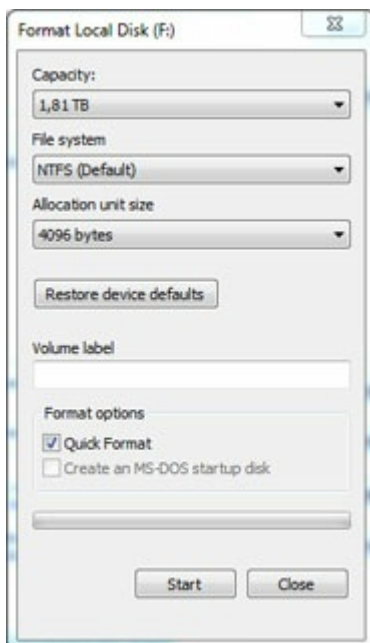 Format Local Disk (F:)
Capacity:
1,81 TB
File system
NTFS (Default)
Allocation unit size
4096 bytes
Restore device defaults
Volume label
Format options
Quick Format
Create an MS-DOS startup disk
Start Close